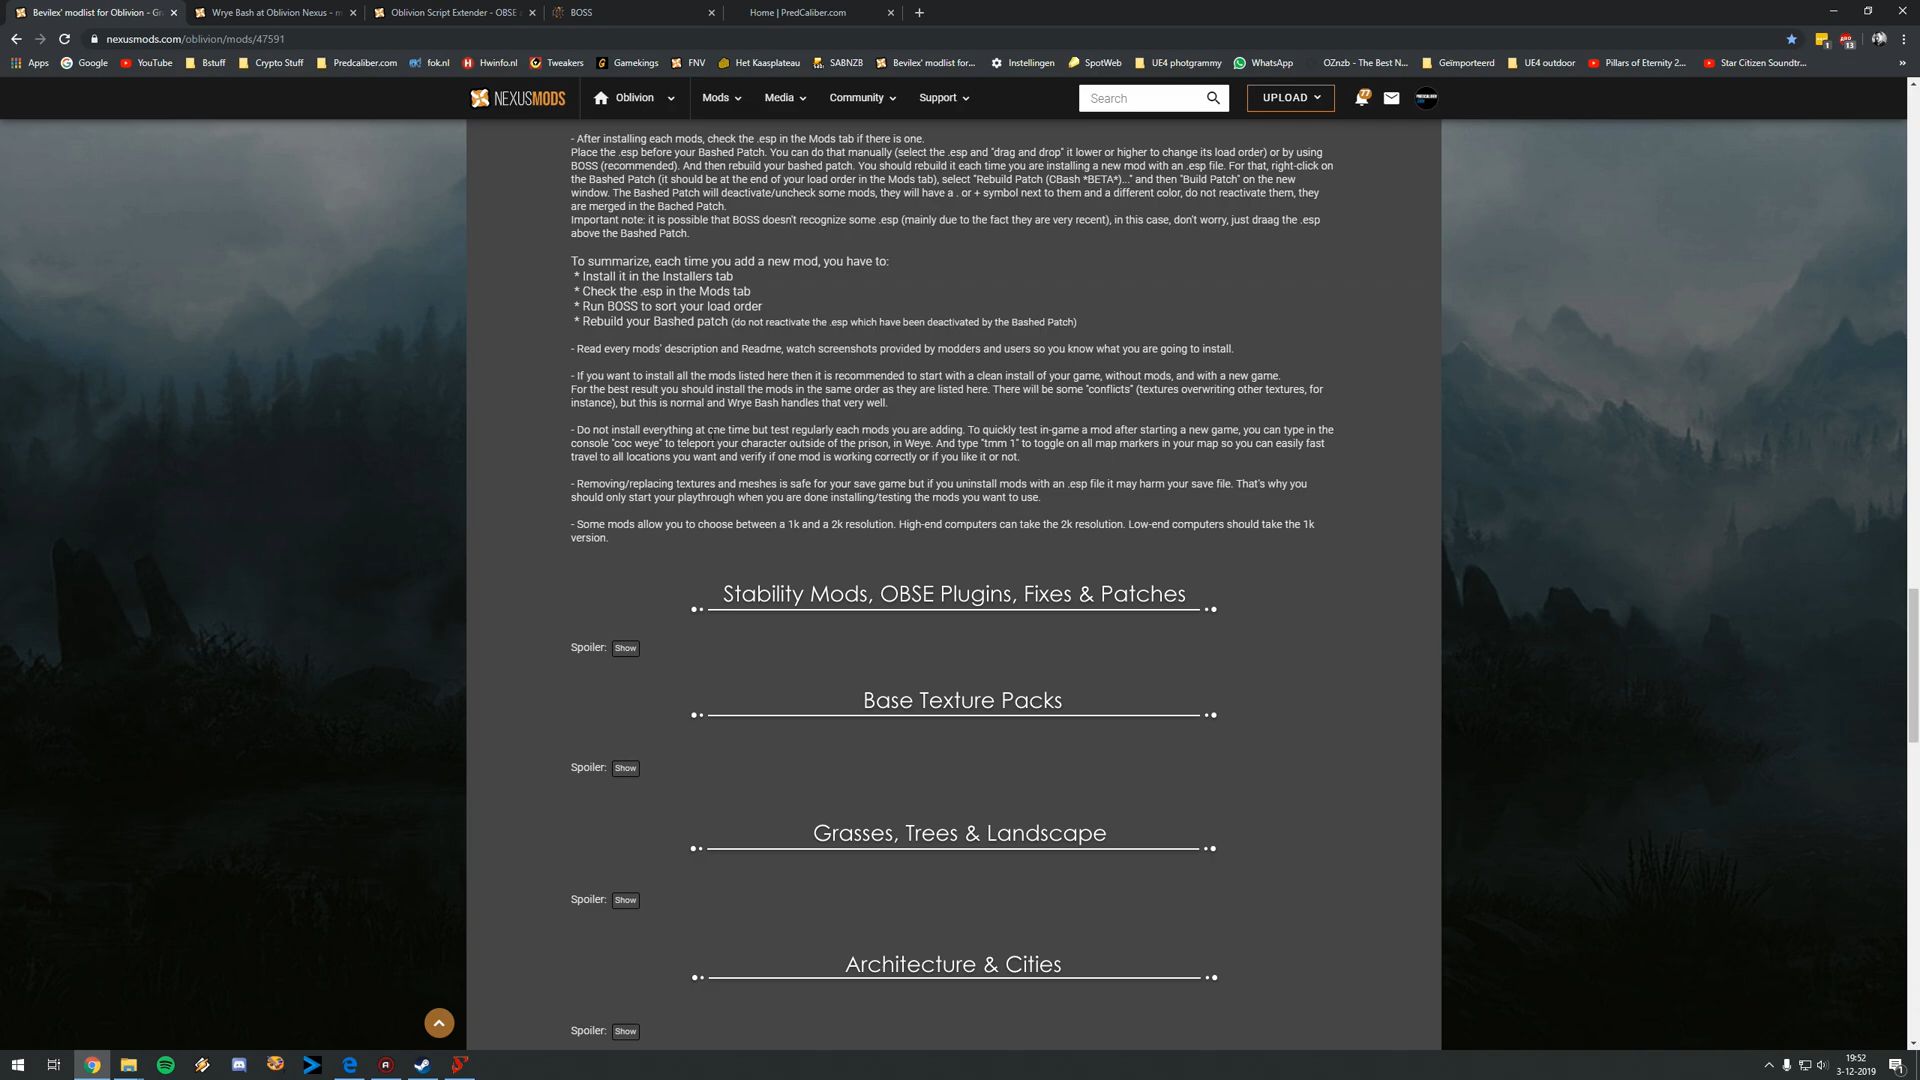 Bevilex' modlist for Oblivion - Gr
Wrye Bash at Oblivion Nexus - m
Oblivion Script Extender - OBSE
BOSS
Home | PredCaliber.com
nexusmods.com/oblivion/mods/47591
Apps
Google
YouTube
Bstuff
Crypto Stuff
Predcaliber.com
fok.nl
Hwinfo.nl
Tweakers
Gamekings
FNV
Het Kaasplateau
SABNZB
Bevilex' modlist for...
Instellingen
SpotWeb
UE4 photgrammy
WhatsApp
OZnzb - The Best N...
Geïmporteerd
UE4 outdoor
Pillars of Eternity 2...
Star Citizen Soundtr...
NEXUSMODS
Oblivion
Mods
Media
Community
Support
Search
UPLOAD
77
- After installing each mods, check the .esp in the Mods tab if there is one.
Place the .esp before your Bashed Patch. You can do that manually (select the .esp and "drag and drop" it lower or higher to change its load order) or by using
BOSS (recommended). And then rebuild your bashed patch. You should rebuild it each time you are installing a new mod with an .esp file. For that, right-click on
the Bashed Patch (it should be at the end of your load order in the Mods tab), select "Rebuild Patch (CBash *BETA*)..." and then "Build Patch" on the new
window. The Bashed Patch will deactivate/uncheck some mods, they will have a . or + symbol next to them and a different color, do not reactivate them, they
are merged in the Bached Patch.
Important note: it is possible that BOSS doesn't recognize some .esp (mainly due to the fact they are very recent), in this case, don't worry, just draag the .esp
above the Bashed Patch.
To summarize, each time you add a new mod, you have to:
* Install it in the Installers tab
* Check the .esp in the Mods tab
* Run BOSS to sort your load order
* Rebuild your Bashed patch (do not reactivate the .esp which have been deactivated by the Bashed Patch)
- Read every mods' description and Readme, watch screenshots provided by modders and users so you know what you are going to install.
- If you want to install all the mods listed here then it is recommended to start with a clean install of your game, without mods, and with a new game.
For the best result you should install the mods in the same order as they are listed here. There will be some "conflicts" (textures overwriting other textures, for
instance), but this is normal and Wrye Bash handles that very well.
- Do not install everything at one time but test regularly each mods you are adding. To quickly test in-game a mod after starting a new game, you can type in the
console "coc weye" to teleport your character outside of the prison, in Weye. And type "tmm 1" to toggle on all map markers in your map so you can easily fast
travel to all locations you want and verify if one mod is working correctly or if you like it or not.
- Removing/replacing textures and meshes is safe for your save game but if you uninstall mods with an .esp file it may harm your save file. That's why you
should only start your playthrough when you are done installing/testing the mods you want to use.
- Some mods allow you to choose between a 1k and a 2k resolution. High-end computers can take the 2k resolution. Low-end computers should take the 1k
version.
Stability Mods, OBSE Plugins, Fixes & Patches
Spoiler: Show
Base Texture Packs
Spoiler: Show
Grasses, Trees & Landscape
Spoiler: Show
Architecture & Cities
Spoiler: Show
19:52
3-12-2019